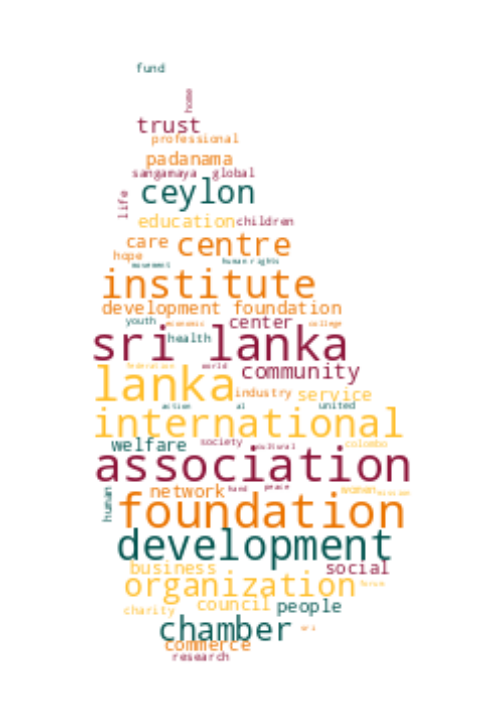 fund
home
trust
professional
padanama
sangamaya global
ceylon
life
education children
care centre
hope
movement human rights
institute
development foundation
youth economic center college
health
sri lanka
federation world community
lanka industry service
action al united
international
welfare society cultural colombo
association
human network hand peace women mission
foundation
development
business social
organization forum
charity council people
chamber sri
commerce
research